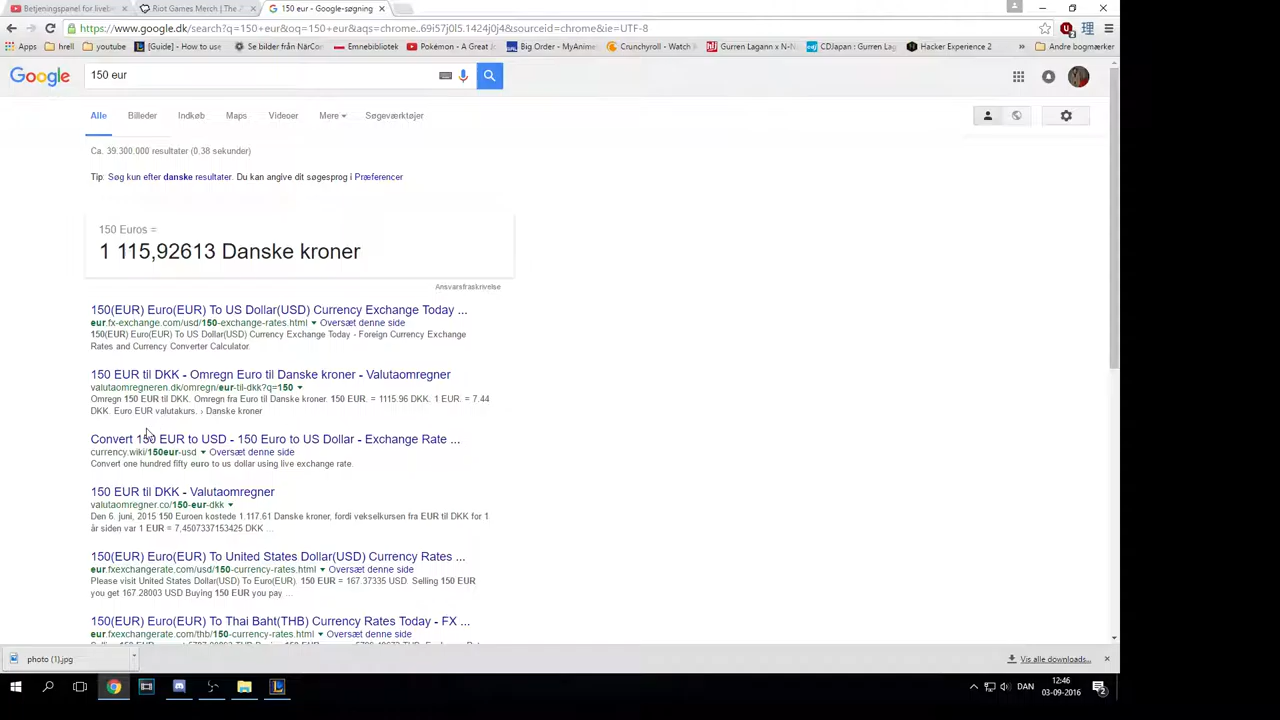 Betjeningspanel for liveb
Riot Games Merch | The
150 eur - Google-søgning
https://www.google.dk/search?q=150+eur&oq=150+eur&aqs=chrome..69i57j0l5.1424j0j4&sourceid=chrome&ie=UTF-8
Apps hrell youtube [Guide] - How to use Se bilder från NärCon Emnebibliotek Pokémon - A Great Jo Big Order - MyAnime Crunchyroll - Watch Gurren Lagann x N-N CDJapan : Gurren Lag Hacker Experience 2 » Andre bogmærker
Google 150 eur
Alle Billeder Indkøb Maps Videoer Mere Søgeværktøjer
Ca. 39.300.000 resultater (0,38 sekunder)
Tip: Søg kun efter danske resultater. Du kan angive dit søgesprog i Præferencer
150 Euros =
1 115,92613 Danske kroner
Ansvarsfraskrivelse
150(EUR) Euro(EUR) To US Dollar(USD) Currency Exchange Today ...
eur.fx-exchange.com/usd/150-exchange-rates.html Oversæt denne side
150(EUR) Euro(EUR) To US Dollar(USD) Currency Exchange Today - Foreign Currency Exchange
Rates and Currency Converter Calculator.
150 EUR til DKK - Omregn Euro til Danske kroner - Valutaomregner
valutaomregneren.dk/omregn/eur-til-dkk?q=150
Omregn 150 EUR til DKK. Omregn fra Euro til Danske kroner. 150 EUR. = 1115.96 DKK. 1 EUR. = 7.44
DKK. Euro EUR valutakurs. › Danske kroner
Convert 150 EUR to USD - 150 Euro to US Dollar - Exchange Rate ...
currency.wiki/150eur-usd Oversæt denne side
Convert one hundred fifty euro to us dollar using live exchange rate.
150 EUR til DKK - Valutaomregner
valutaomregner.co/150-eur-dkk
Den 6. juni, 2015 150 Euroen kostede 1.117.61 Danske kroner, fordi vekselkursen fra EUR til DKK for 1
år siden var 1 EUR = 7,4507337153425 DKK ...
150(EUR) Euro(EUR) To United States Dollar(USD) Currency Rates ...
eur.fxexchangerate.com/usd/150-currency-rates.html Oversæt denne side
Please visit United States Dollar(USD) To Euro(EUR). 150 EUR = 167.37335 USD. Selling 150 EUR
you get 167.28003 USD Buying 150 EUR you pay ...
150(EUR) Euro(EUR) To Thai Baht(THB) Currency Rates Today - FX ...
eur.fxexchangerate.com/thb/150-currency-rates.html Oversæt denne side
photo (1).jpg
Vis alle downloads...
DAN
12:46
03-09-2016
2